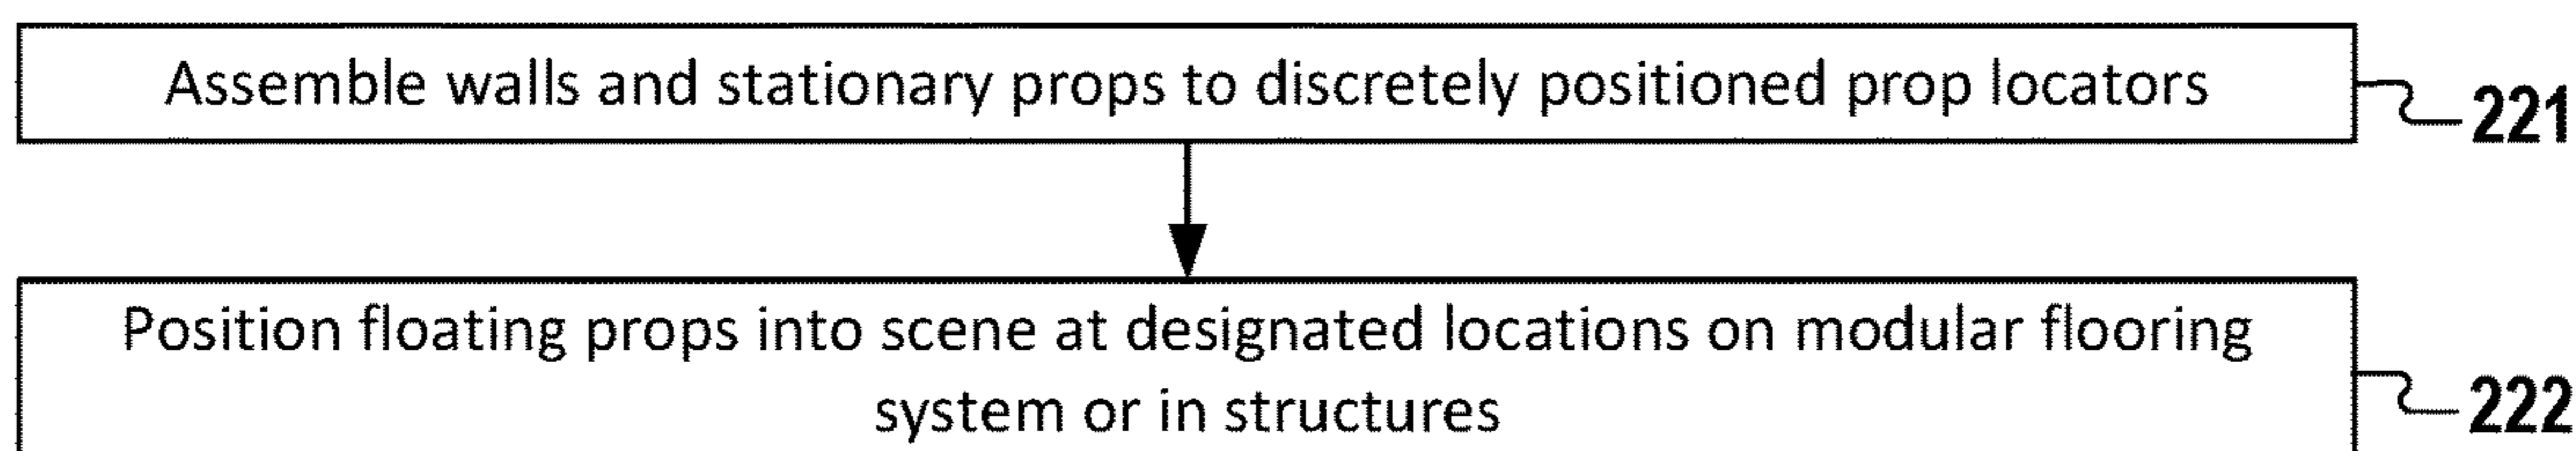 Assemble walls and stationary props to discretely positioned prop locators
221
Position floating props into scene at designated locations on modular flooring
system or in structures
222